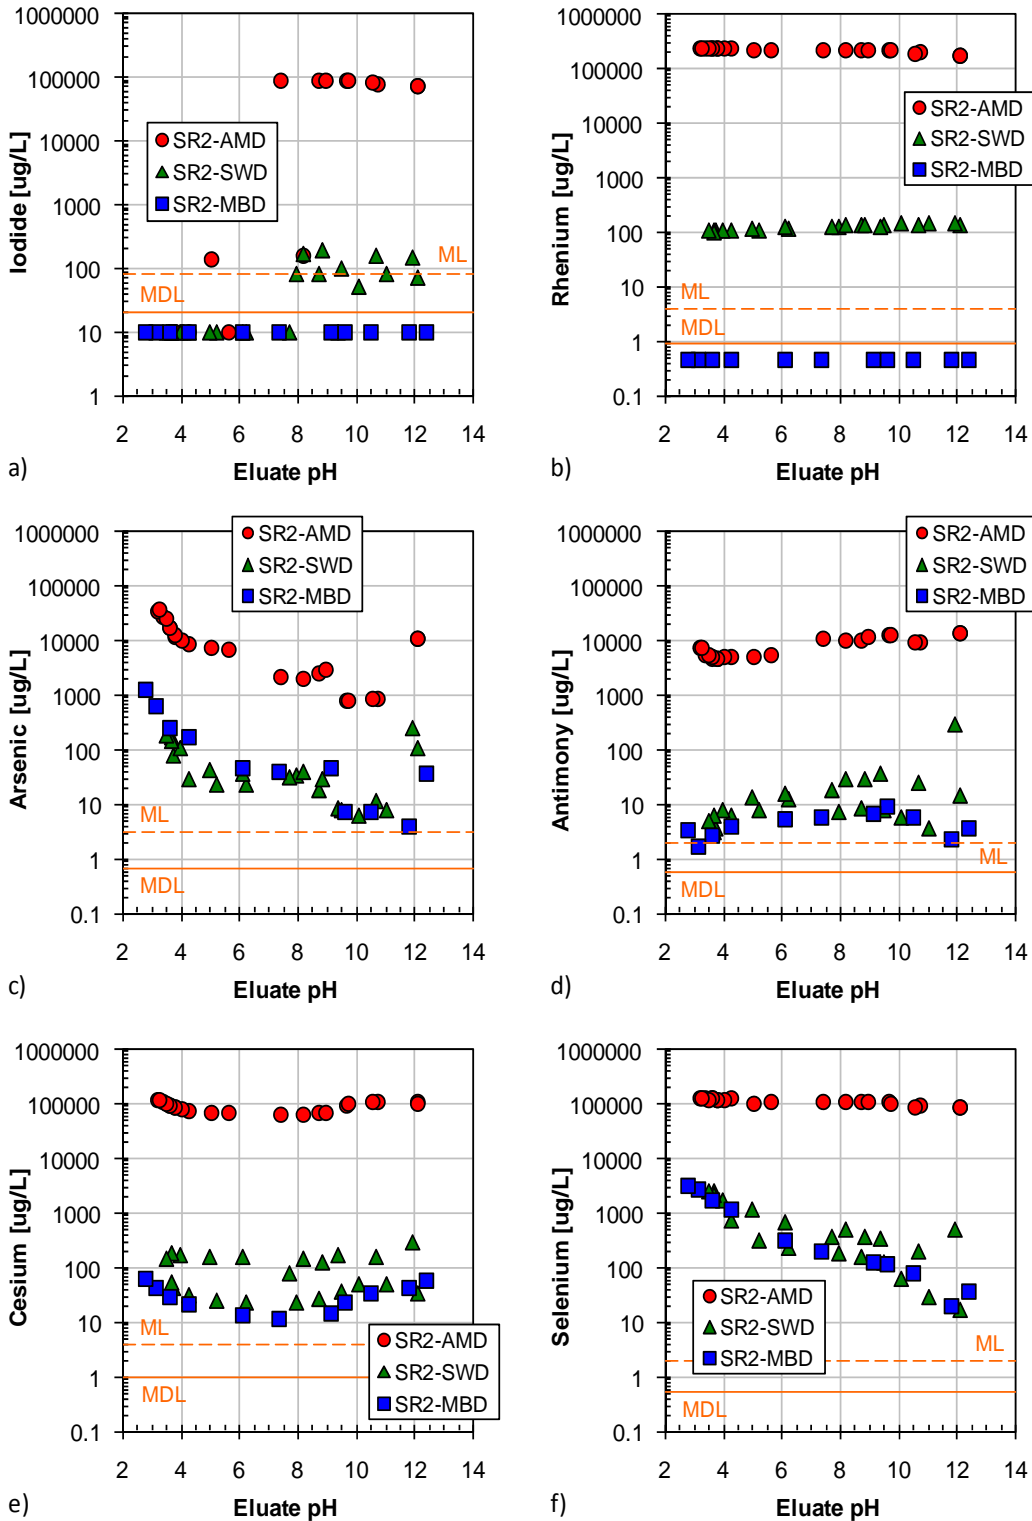 1000000
100000
10000
1000
100
10
1
Iodide [ug/L]
SR2-AMD
SR2-SWD
SR2-MBD
ML
MDL
2 4 6 8 10 12 14
Eluate pH
a)
1000000
100000
10000
1000
100
10
1
0.1
Rhenium [ug/L]
SR2-AMD
SR2-SWD
SR2-MBD
ML
MDL
2 4 6 8 10 12 14
Eluate pH
b)
1000000
100000
10000
1000
100
10
1
0.1
Arsenic [ug/L]
SR2-AMD
SR2-SWD
SR2-MBD
ML
MDL
2 4 6 8 10 12 14
Eluate pH
c)
1000000
100000
10000
1000
100
10
1
0.1
Antimony [ug/L]
SR2-AMD
SR2-SWD
SR2-MBD
ML
MDL
2 4 6 8 10 12 14
Eluate pH
d)
1000000
100000
10000
1000
100
10
1
0.1
Cesium [ug/L]
ML
MDL
SR2-AMD
SR2-SWD
SR2-MBD
2 4 6 8 10 12 14
Eluate pH
e)
1000000
100000
10000
1000
100
10
1
0.1
Selenium [ug/L]
SR2-AMD
SR2-SWD
SR2-MBD
ML
MDL
2 4 6 8 10 12 14
Eluate pH
f)